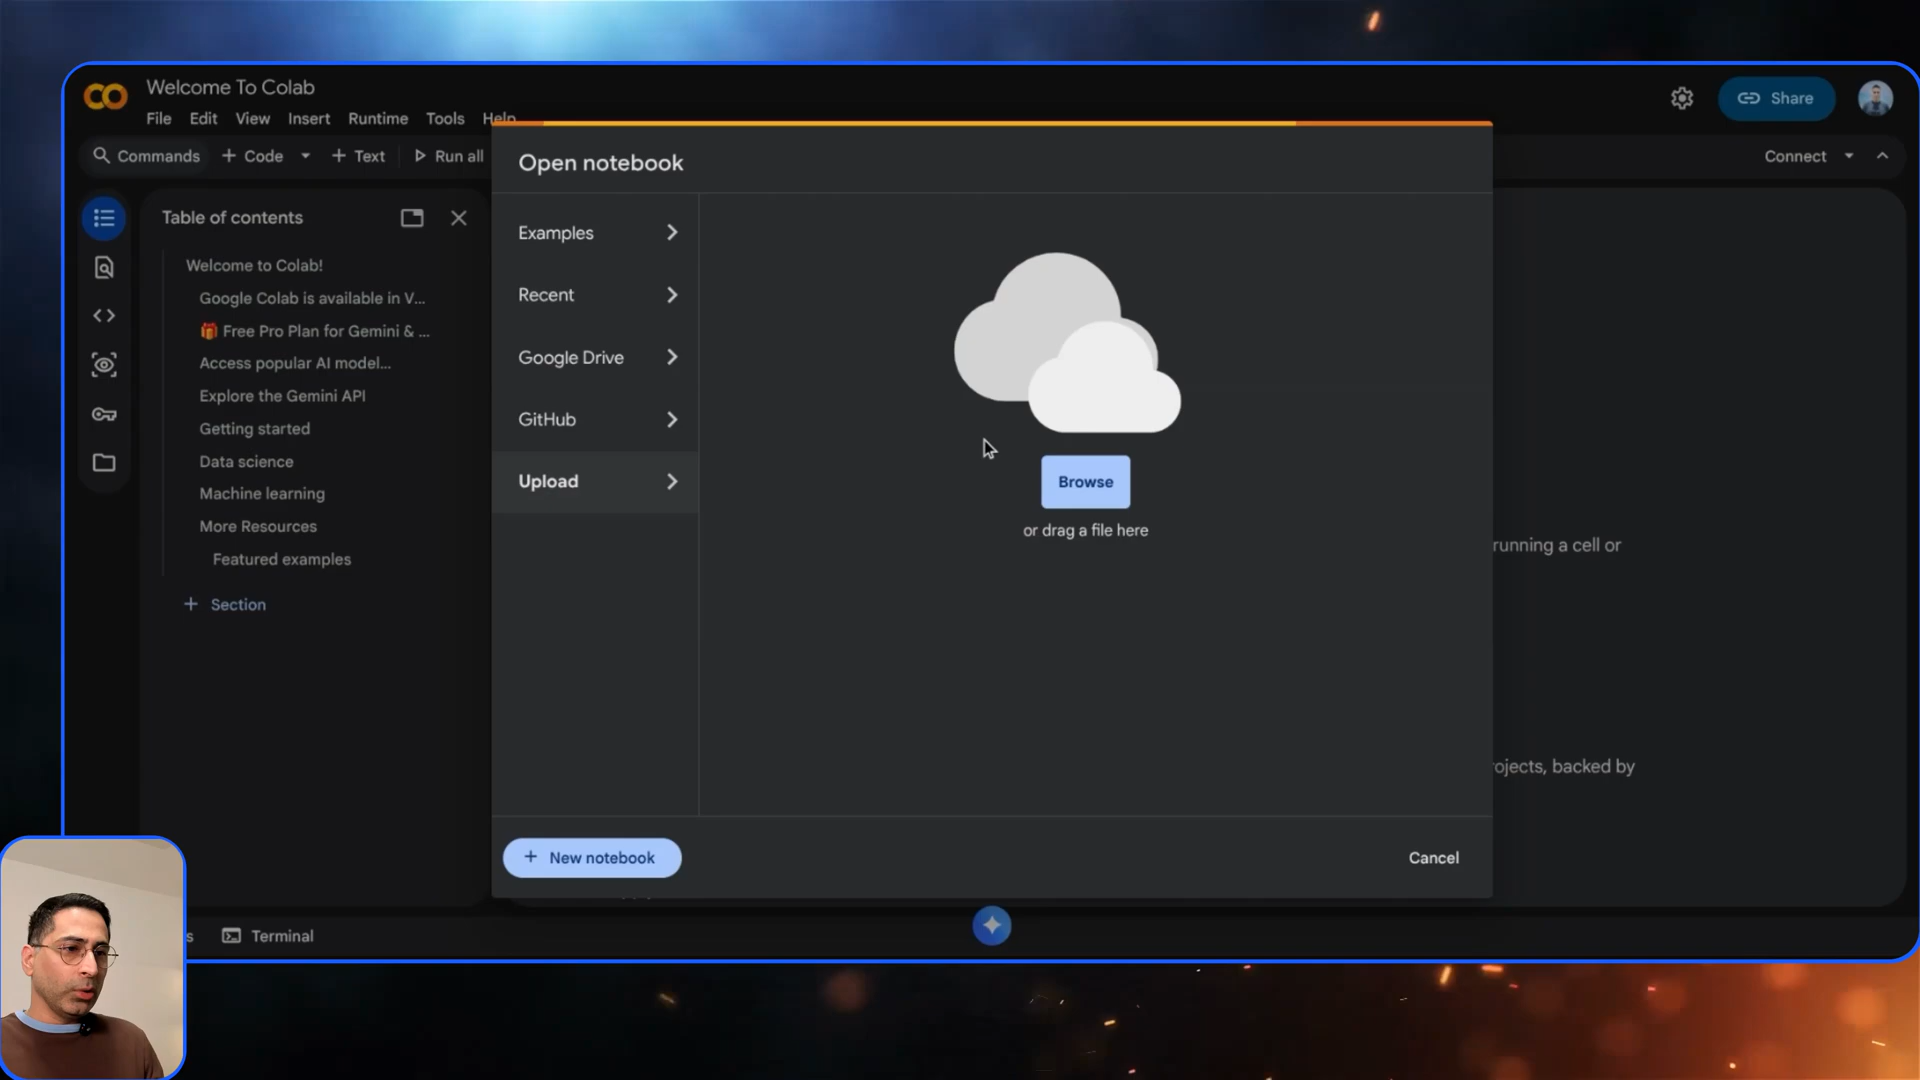 Welcome To Colab
File Edit View Insert Runtime Tools Help
Share
Commands + Code + Text Run all
Connect
Open notebook
Table of contents
Welcome to Colab!
Google Colab is available in V...
🎁 Free Pro Plan for Gemini & ...
Access popular AI model...
Explore the Gemini API
Getting started
Data science
Machine learning
More Resources
Featured examples
+ Section
Examples
Recent
Google Drive
GitHub
Upload
Browse
or drag a file here
running a cell or
rojects, backed by
+ New notebook
Cancel
s
Terminal